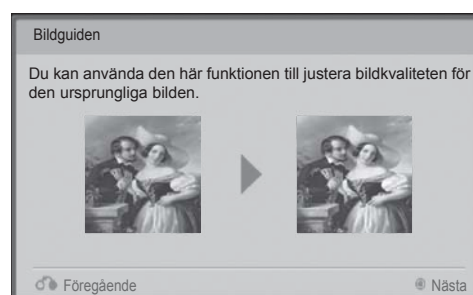 Bildguiden
Du kan använda den här funktionen till justera bildkvaliteten för
den ursprungliga bilden.
Föregående
Nästa